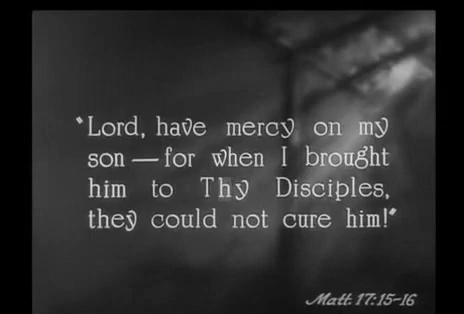 "Lord, have mercy on my
son — for when I brought
him to Thy Disciples,
they could not cure him!"
Matt. 17:15-16